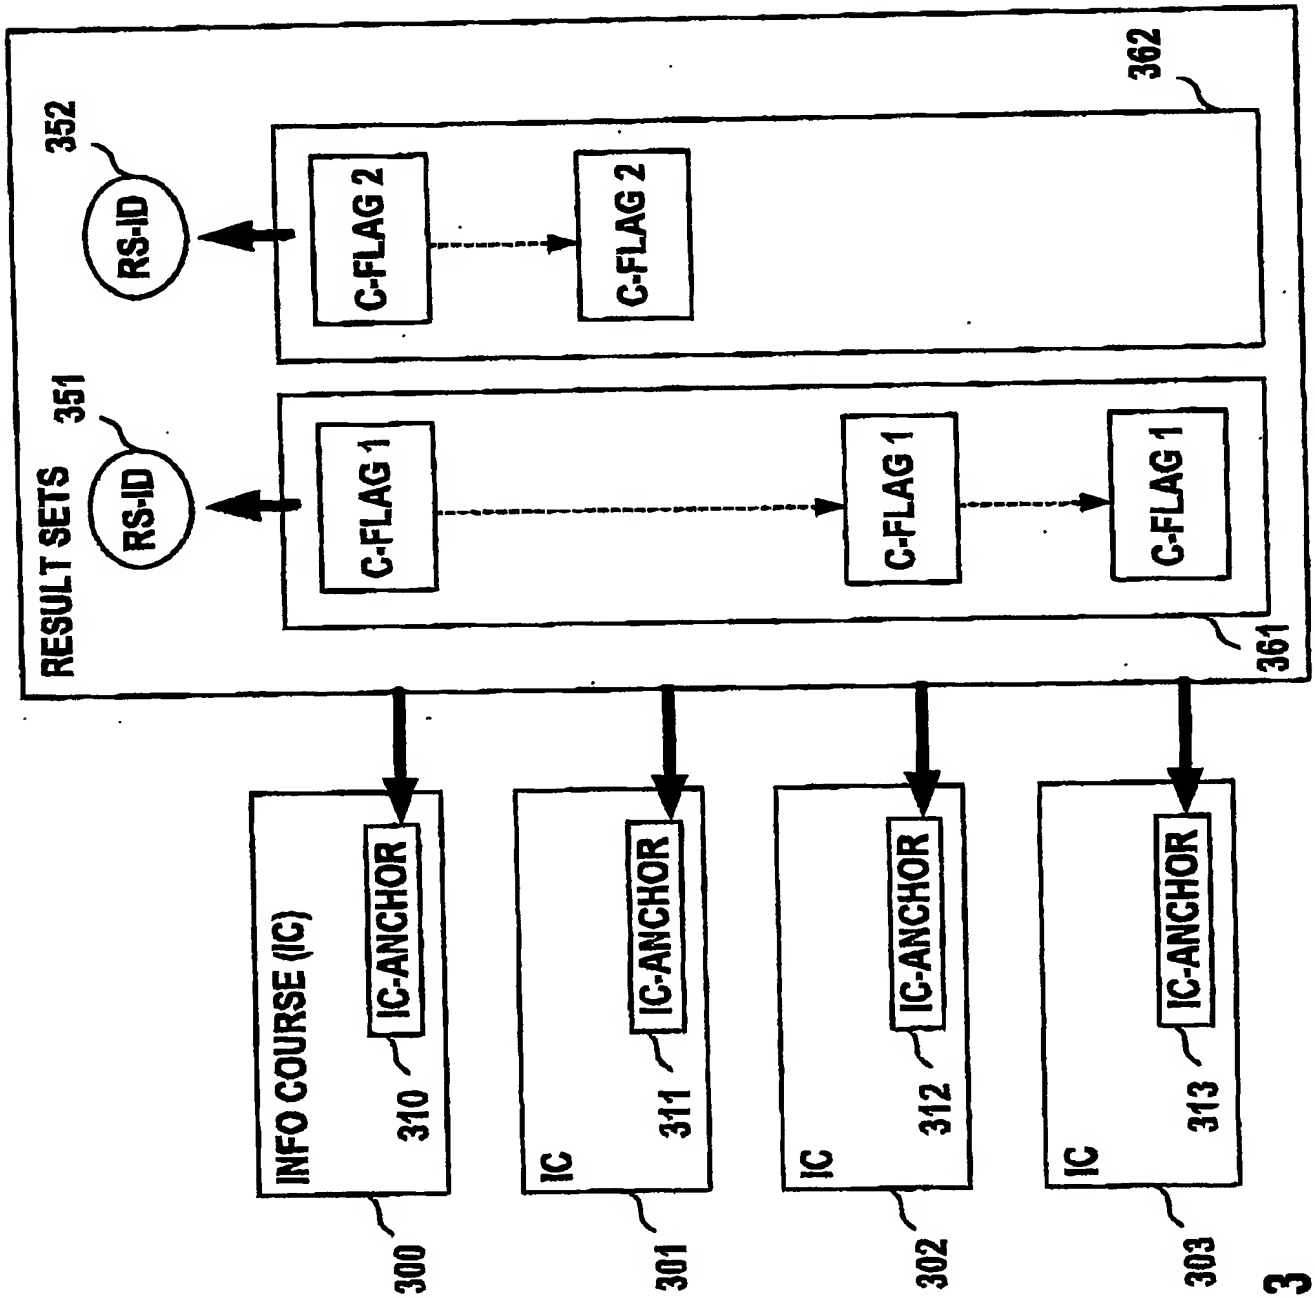 RESULT SETS
351
352
RS-ID
RS-ID
INFO COURSE (IC)
C-FLAG 1
C-FLAG 2
IC-ANCHOR
300
310
IC
C-FLAG 2
IC-ANCHOR
301
311
IC
C-FLAG 1
IC-ANCHOR
302
312
IC
362
C-FLAG 1
IC-ANCHOR
303
313
361
3